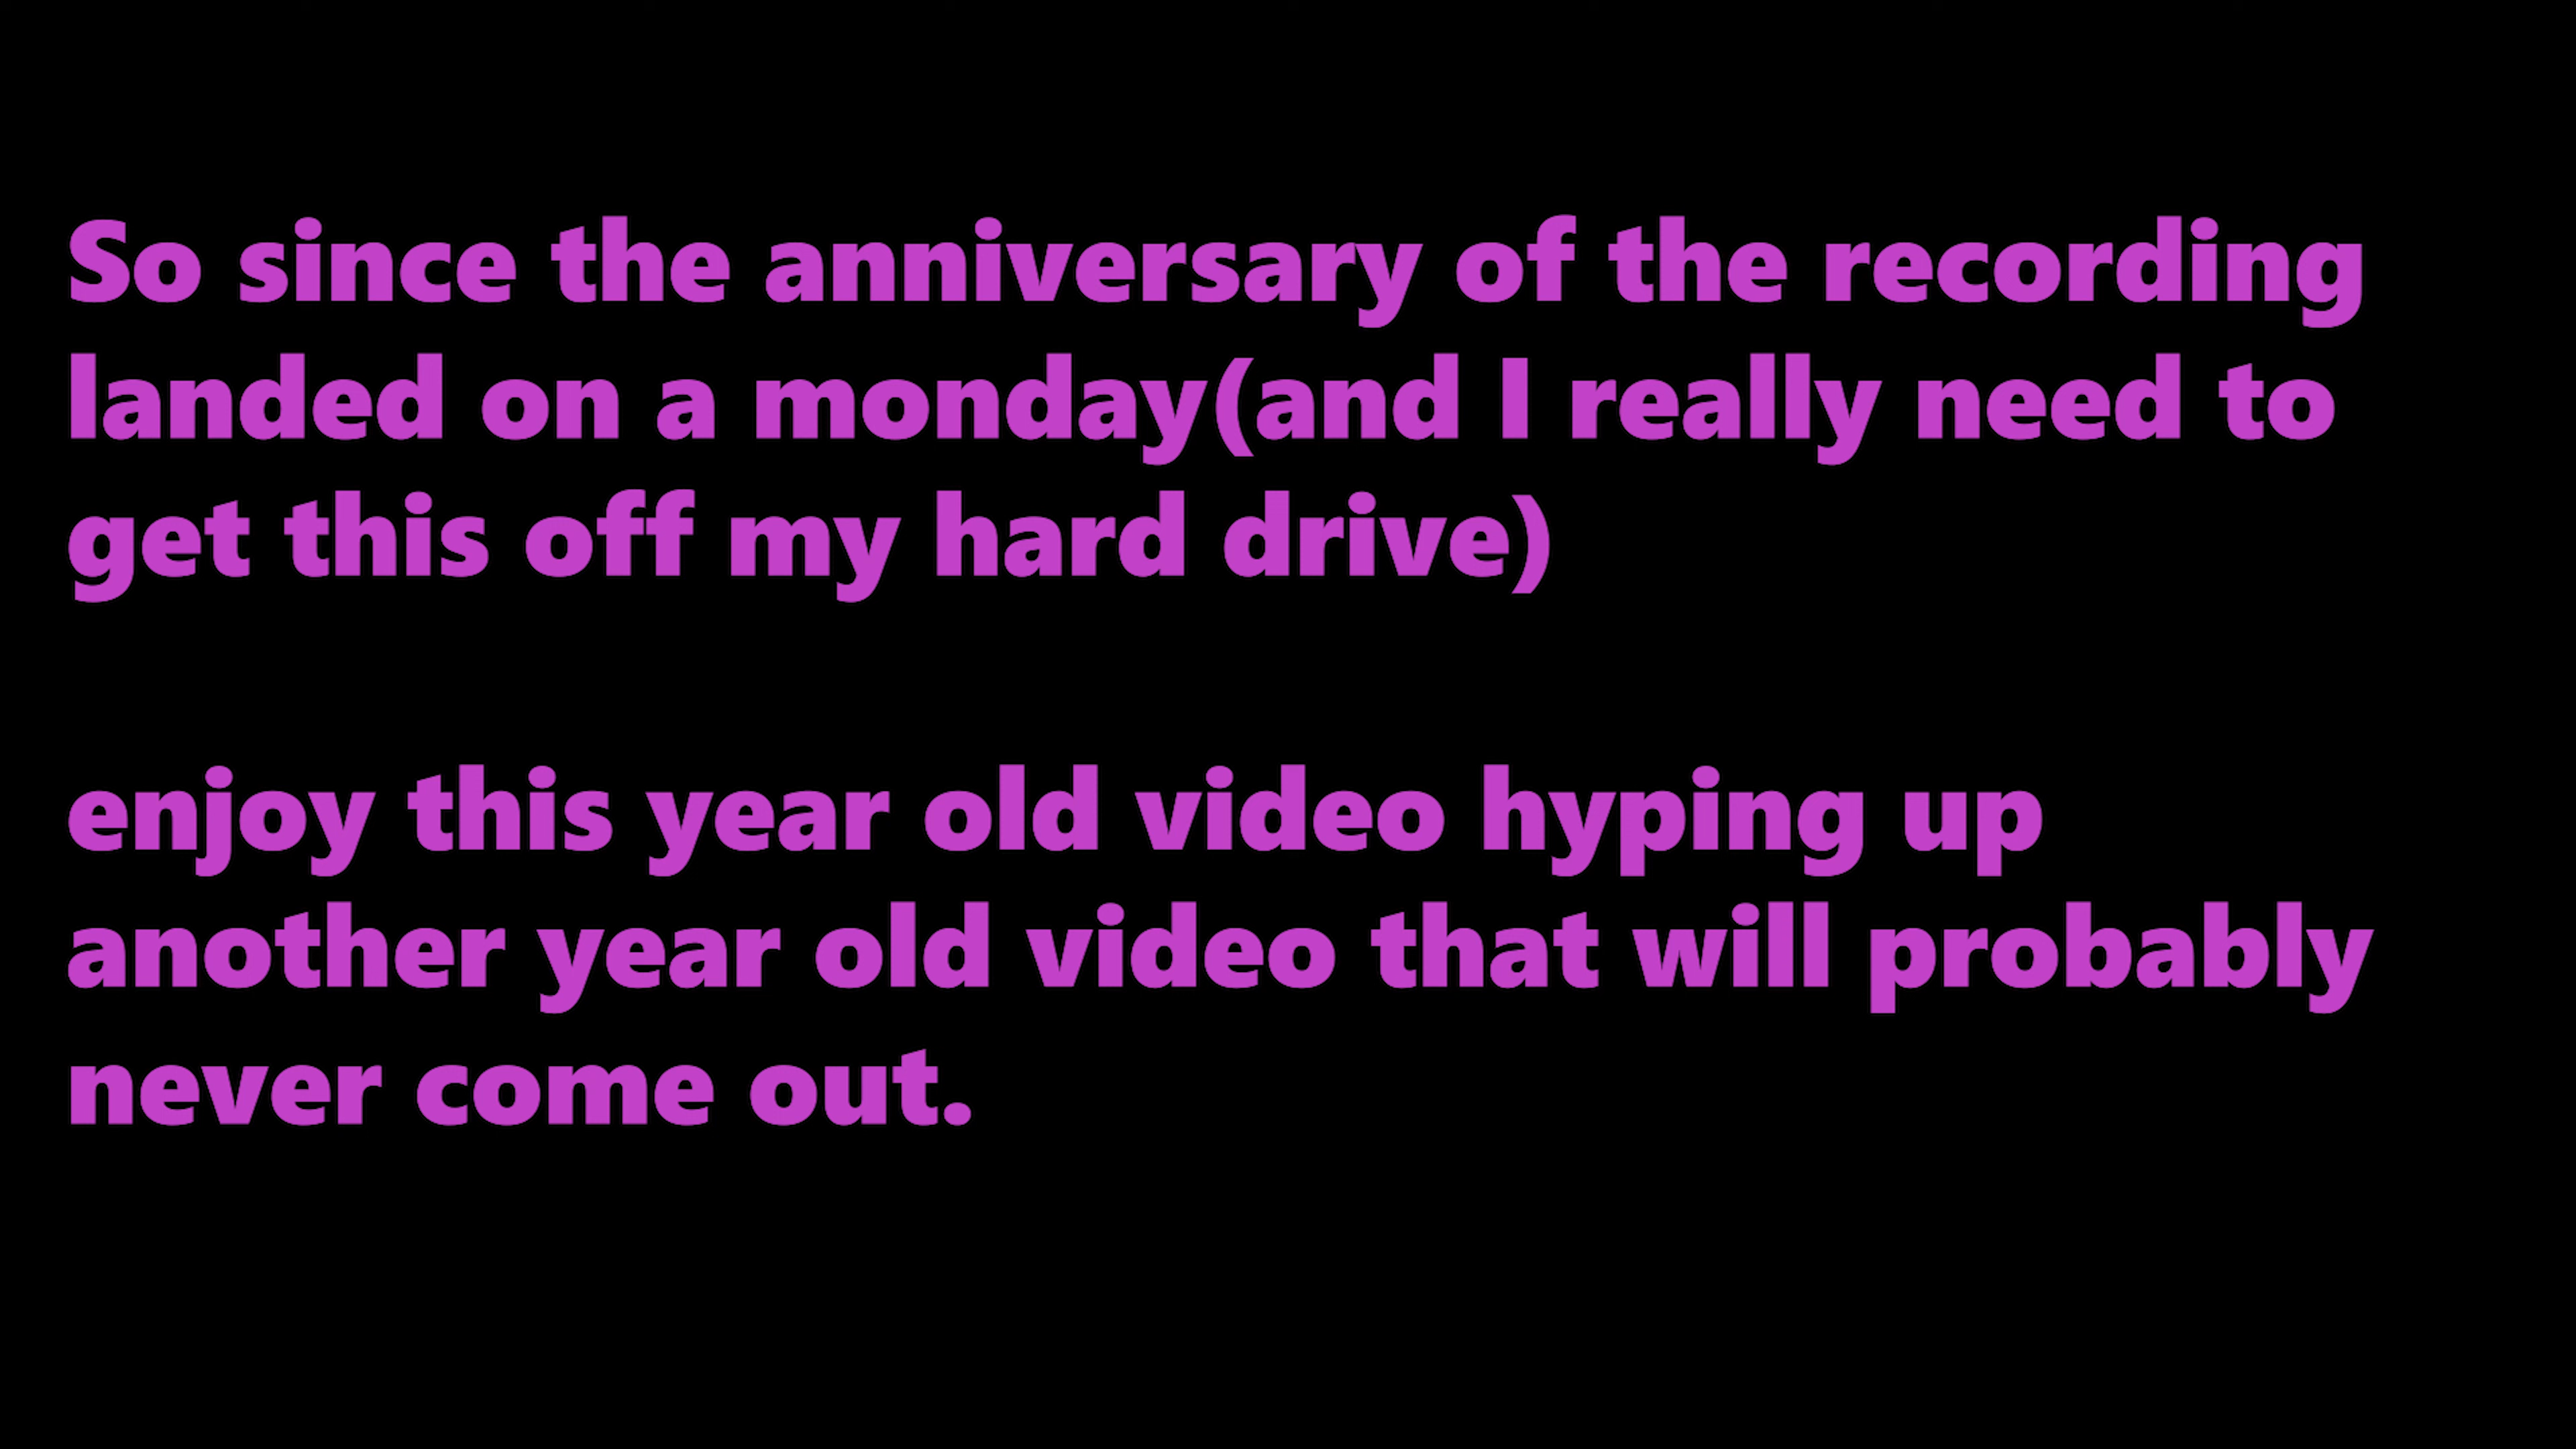 So since the anniversary of the recording
landed on a monday(and I really need to
get this off my hard drive)
enjoy this year old video hyping up
another year old video that will probably
never come out.